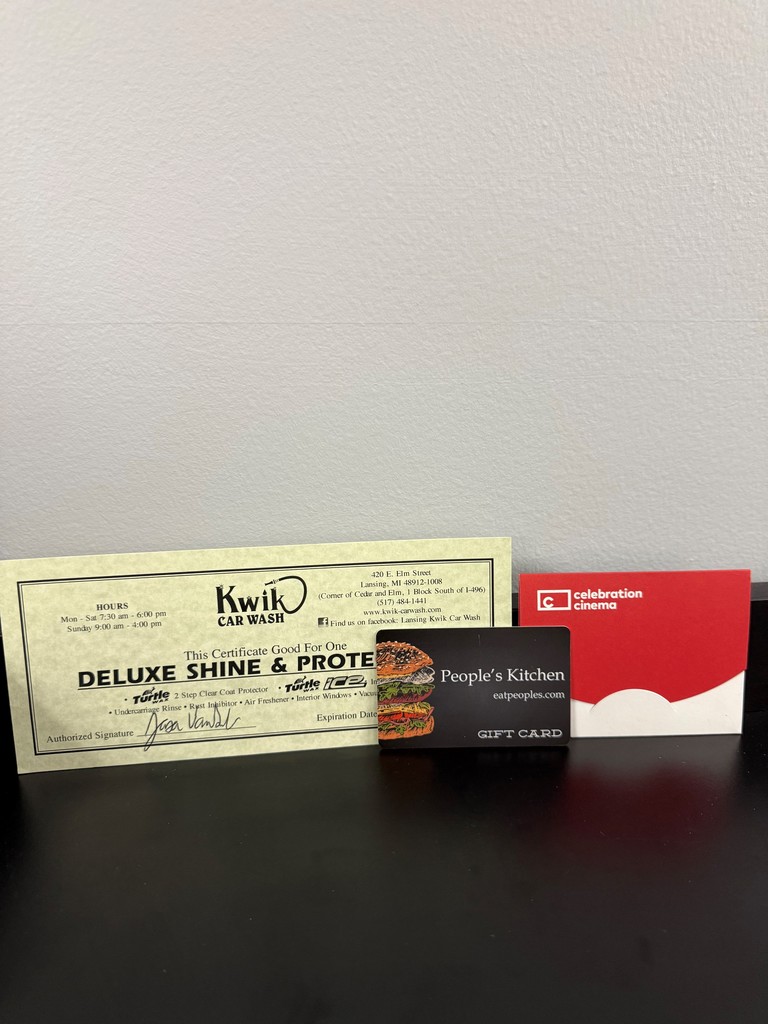 HOURS
Mon - Sat 7:30 am - 6:00 pm
Sunday 9:00 am - 4:00 pm
Kwik
CAR WASH
420 E. Elm Street
Lansing, MI 48912-1008
(Corner of Cedar and Elm, 1 Block South of I-496)
(517) 484-1441
www.kwik-carwash.com
Find us on facebook: Lansing Kwik Car Wash
This Certificate Good For One
DELUXE SHINE & PROTE
• Turtle WAX 2 Step Clear Coat Protector • Turtle WAX ice
• Undercarriage Rinse • Rust Inhibitor • Air Freshener • Interior Windows • Vacu
Authorized Signature
Expiration Date
People's Kitchen
eatpeoples.com
GIFT CARD
c
celebration
cinema